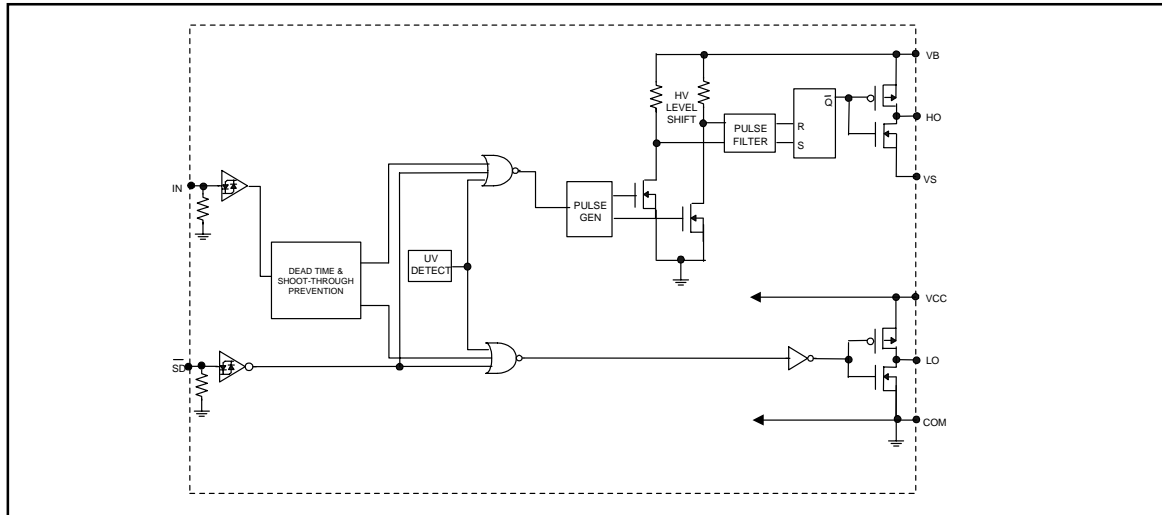 VB
HV
LEVEL
SHIFT
Q
HO
PULSE
FILTER
R
S
VS
IN
PULSE
GEN
DEAD TIME &
SHOOT-THROUGH
PREVENTION
UV
DETECT
VCC
SD
LO
COM